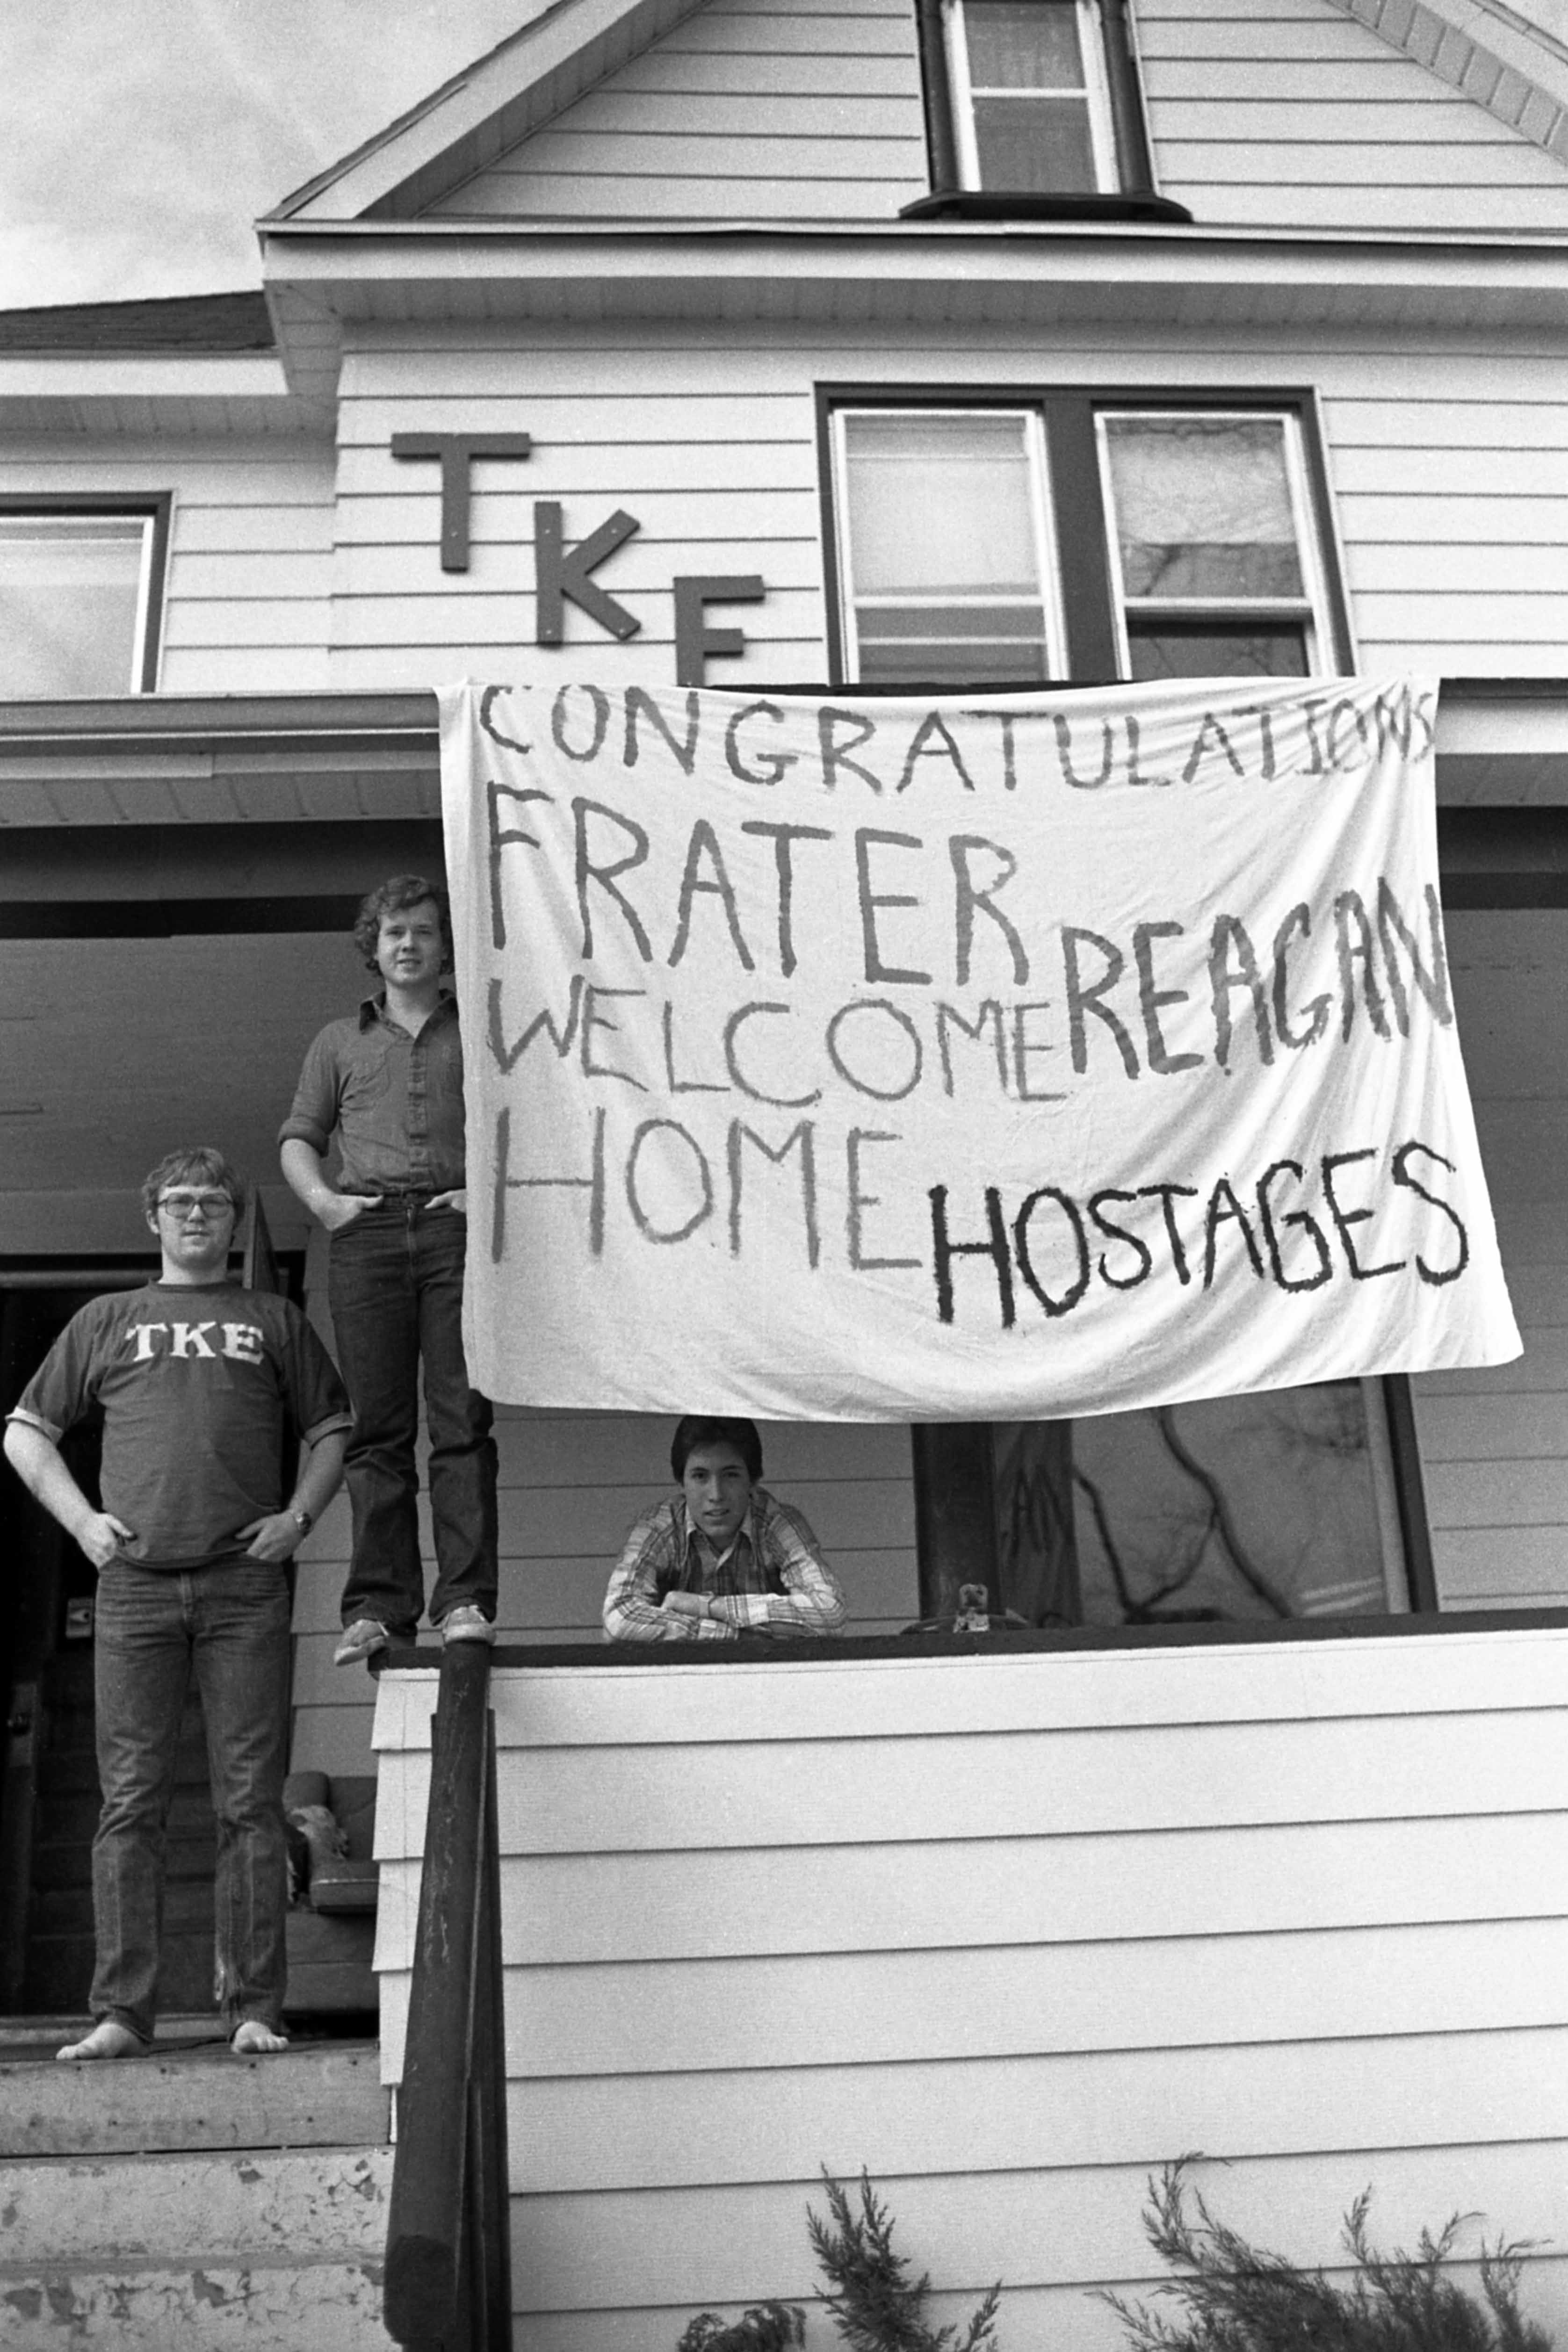 TKE
CONGRATULATIONS
FRATER REAGAN
WELCOME
HOME HOSTAGES
TKE